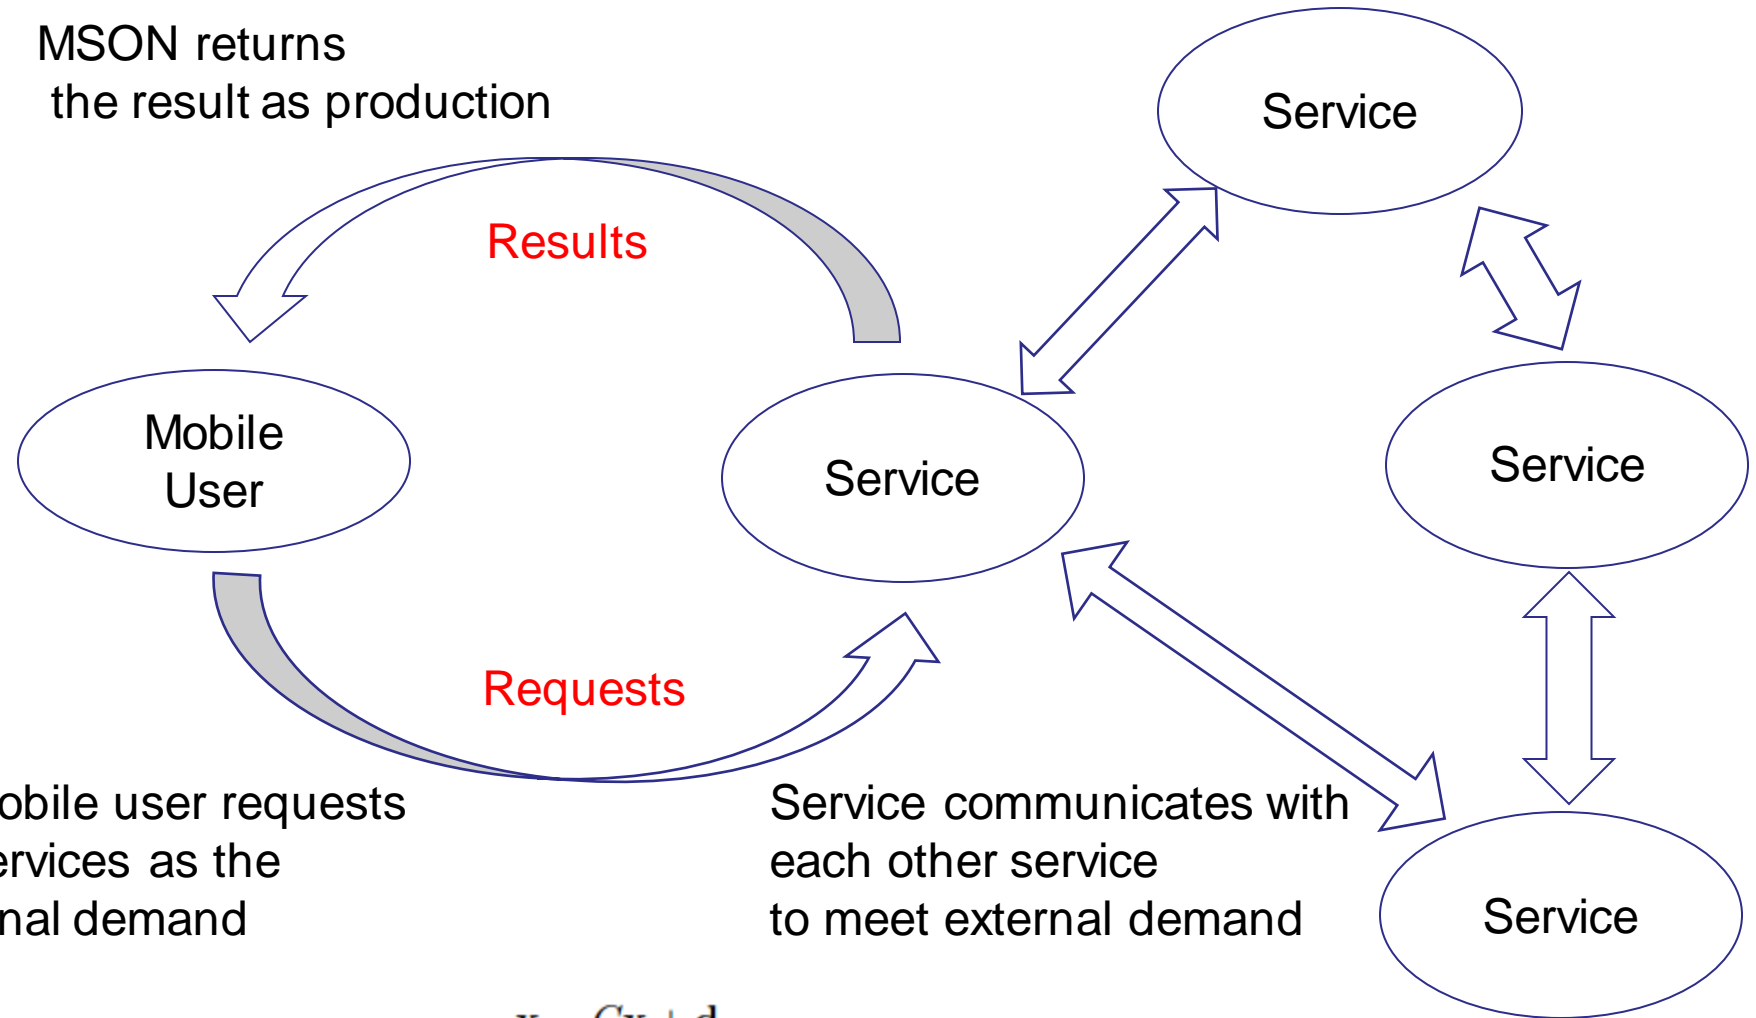 MSON returns
the result as production
Service
Results
Mobile
User
Service
Service
Requests
obile user requests
ervices as the
nal demand
Service communicates with
each other service
to meet external demand
Service